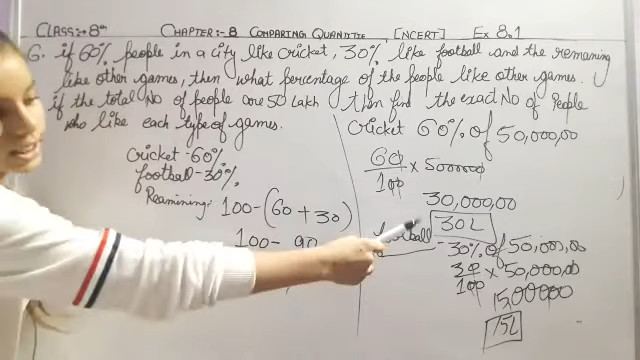 CLASS:- 8th CHAPTER:- 8 COMPARING QUANTITIE [NCERT] Ex 8.1
6. if 60% people in a city like cricket, 30% like football and the remaning
like other games, then what percentage of the people like other games.
if the total No of people are 50 Lakh then find the exact No of People
who like each type of games.
Cricket - 60%
football - 30%.
Reamining: 100-(60+30)
100- 90
Cricket 60% of 50,000,00
60/100 × 5000000
30,000,00
30L
football - 30% of 50,000,00
30/100 × 50,000,00
15,00000
15L